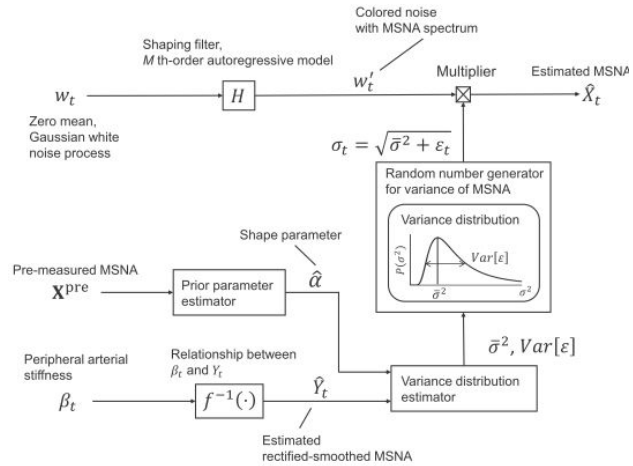 Colored noise
with MSNA spectrum
Shaping filter,
M th-order autoregressive model
Multiplier
Estimated MSNA
w_t
H
w'_t
X̂_t
Zero mean,
Gaussian white
noise process
σ_t = √(σ̄² + ε_t)
Random number generator
for variance of MSNA
Variance distribution
P(σ²)
Var[ε]
σ̄²
σ²
Shape parameter
Pre-measured MSNA
X^pre
Prior parameter
estimator
α̂
σ̄², Var[ε]
Peripheral arterial
stiffness
Relationship between
β_t and Y_t
β_t
f⁻¹(·)
Ŷ_t
Variance distribution
estimator
Estimated
rectified-smoothed MSNA